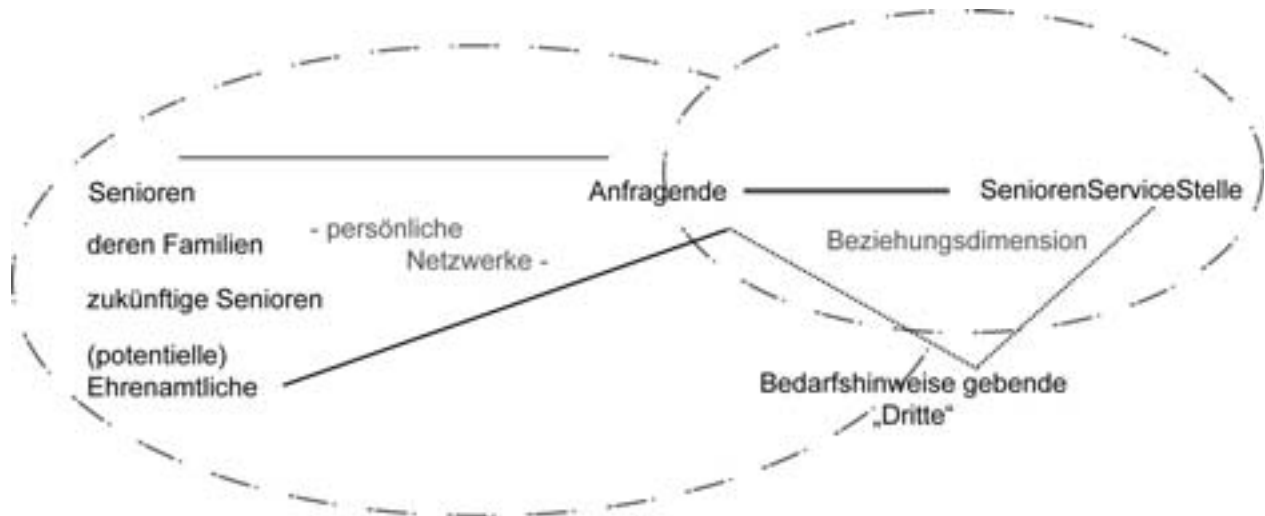 Senioren
Anfragende
SeniorenServiceStelle
deren Familien
- persönliche
Netzwerke -
Beziehungsdimension
zukünftige Senioren
(potentielle)
Ehrenamtliche
Bedarfshinweise gebende
„Dritte“